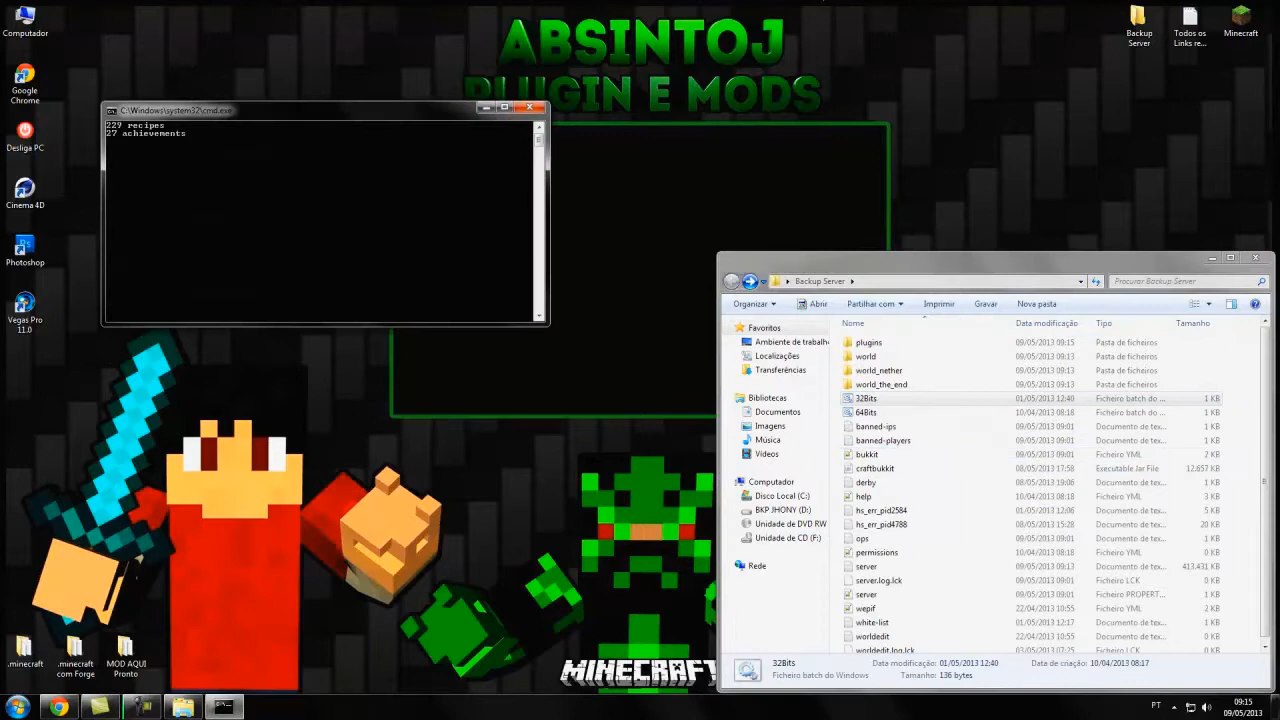 Computador
Google
Chrome
Desliga PC
Cinema 4D
Photoshop
Vegas Pro
11.0
.minecraft
.minecraft
com Forge
MOD AQUI
Pronto
ABSINTOJ
PLUGIN E MODS
Backup
Server
Todos os
Links re...
Minecraft
C:\Windows\system32\cmd.exe
229 recipes
27 achievements
Backup Server
Procurar Backup Server
Organizar Abrir Partilhar com Imprimir Gravar Nova pasta
Favoritos
Ambiente de trabalh
Localizações
Transferências
Bibliotecas
Documentos
Imagens
Música
Vídeos
Computador
Disco Local (C:)
BKP JHONY (D:)
Unidade de DVD RW
Unidade de CD (F:)
Rede
Nome Data modificação Tipo Tamanho
plugins 09/05/2013 09:15 Pasta de ficheiros
world 09/05/2013 09:13 Pasta de ficheiros
world_nether 09/05/2013 09:13 Pasta de ficheiros
world_the_end 09/05/2013 09:13 Pasta de ficheiros
32Bits 01/05/2013 12:40 Ficheiro batch do ... 1 KB
64Bits 10/04/2013 08:18 Ficheiro batch do ... 1 KB
banned-ips 09/05/2013 09:01 Documento de tex... 1 KB
banned-players 09/05/2013 09:01 Documento de tex... 1 KB
bukkit 09/05/2013 09:01 Ficheiro YML 2 KB
craftbukkit 08/05/2013 17:58 Executable Jar File 12.657 KB
derby 08/05/2013 19:06 Documento de tex... 1 KB
help 10/04/2013 08:18 Ficheiro YML 3 KB
hs_err_pid2584 01/05/2013 12:06 Documento de tex... 5 KB
hs_err_pid4788 08/05/2013 15:28 Documento de tex... 20 KB
ops 09/05/2013 09:01 Documento de tex... 1 KB
permissions 10/04/2013 08:18 Ficheiro YML 0 KB
server 09/05/2013 09:13 Documento de tex... 413.431 KB
server.log.lck 09/05/2013 09:01 Ficheiro LCK 0 KB
server 09/05/2013 09:01 Ficheiro PROPERT... 1 KB
wepif 22/04/2013 10:55 Ficheiro YML 2 KB
white-list 01/05/2013 12:17 Documento de tex... 1 KB
worldedit 22/04/2013 10:55 Documento de tex... 0 KB
worldedit.log.lck 03/05/2013 07:25 Ficheiro LCK 0 KB
32Bits Data modificação: 01/05/2013 12:40 Data de criação: 10/04/2013 08:17
Ficheiro batch do Windows Tamanho: 136 bytes
MINECRAFT
PT
09:15
09/05/2013